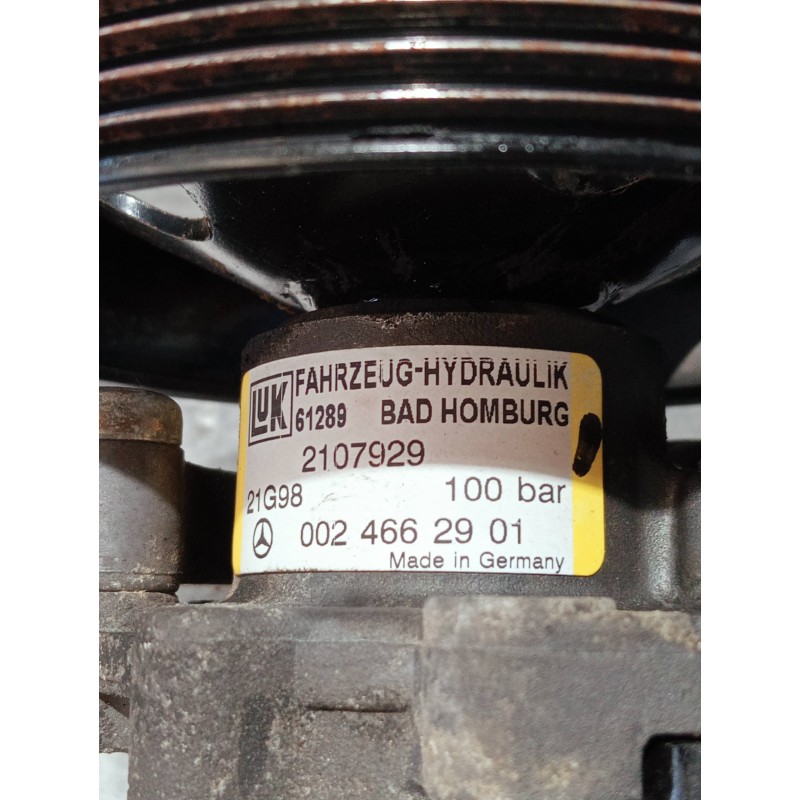 LUK FAHRZEUG-HYDRAULIK
61289 BAD HOMBURG
2107929
21G98 100 bar
002 466 29 01
Made in Germany